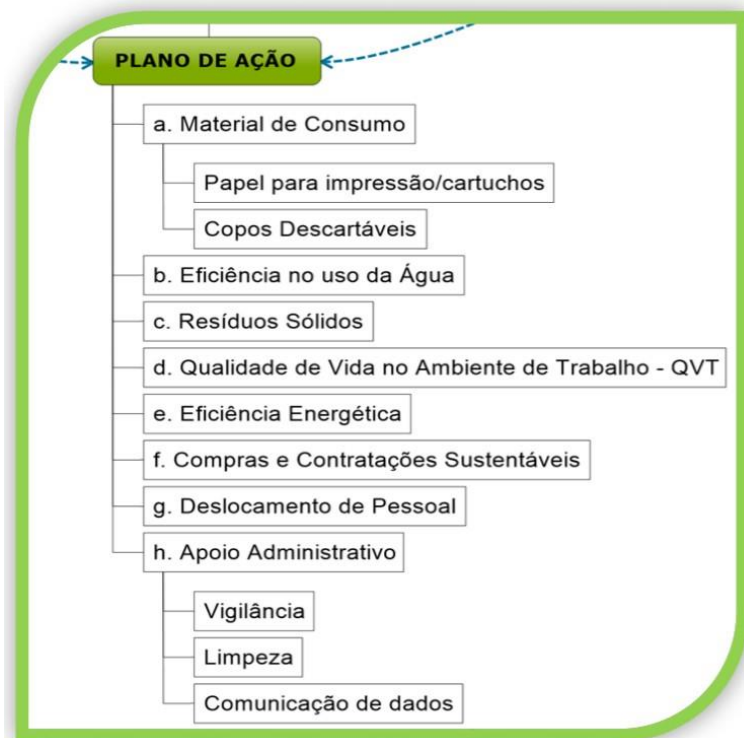 PLANO DE AÇÃO
a. Material de Consumo
Papel para impressão/cartuchos
Copos Descartáveis
b. Eficiência no uso da Água
c. Resíduos Sólidos
d. Qualidade de Vida no Ambiente de Trabalho - QVT
e. Eficiência Energética
f. Compras e Contratações Sustentáveis
g. Deslocamento de Pessoal
h. Apoio Administrativo
Vigilância
Limpeza
Comunicação de dados